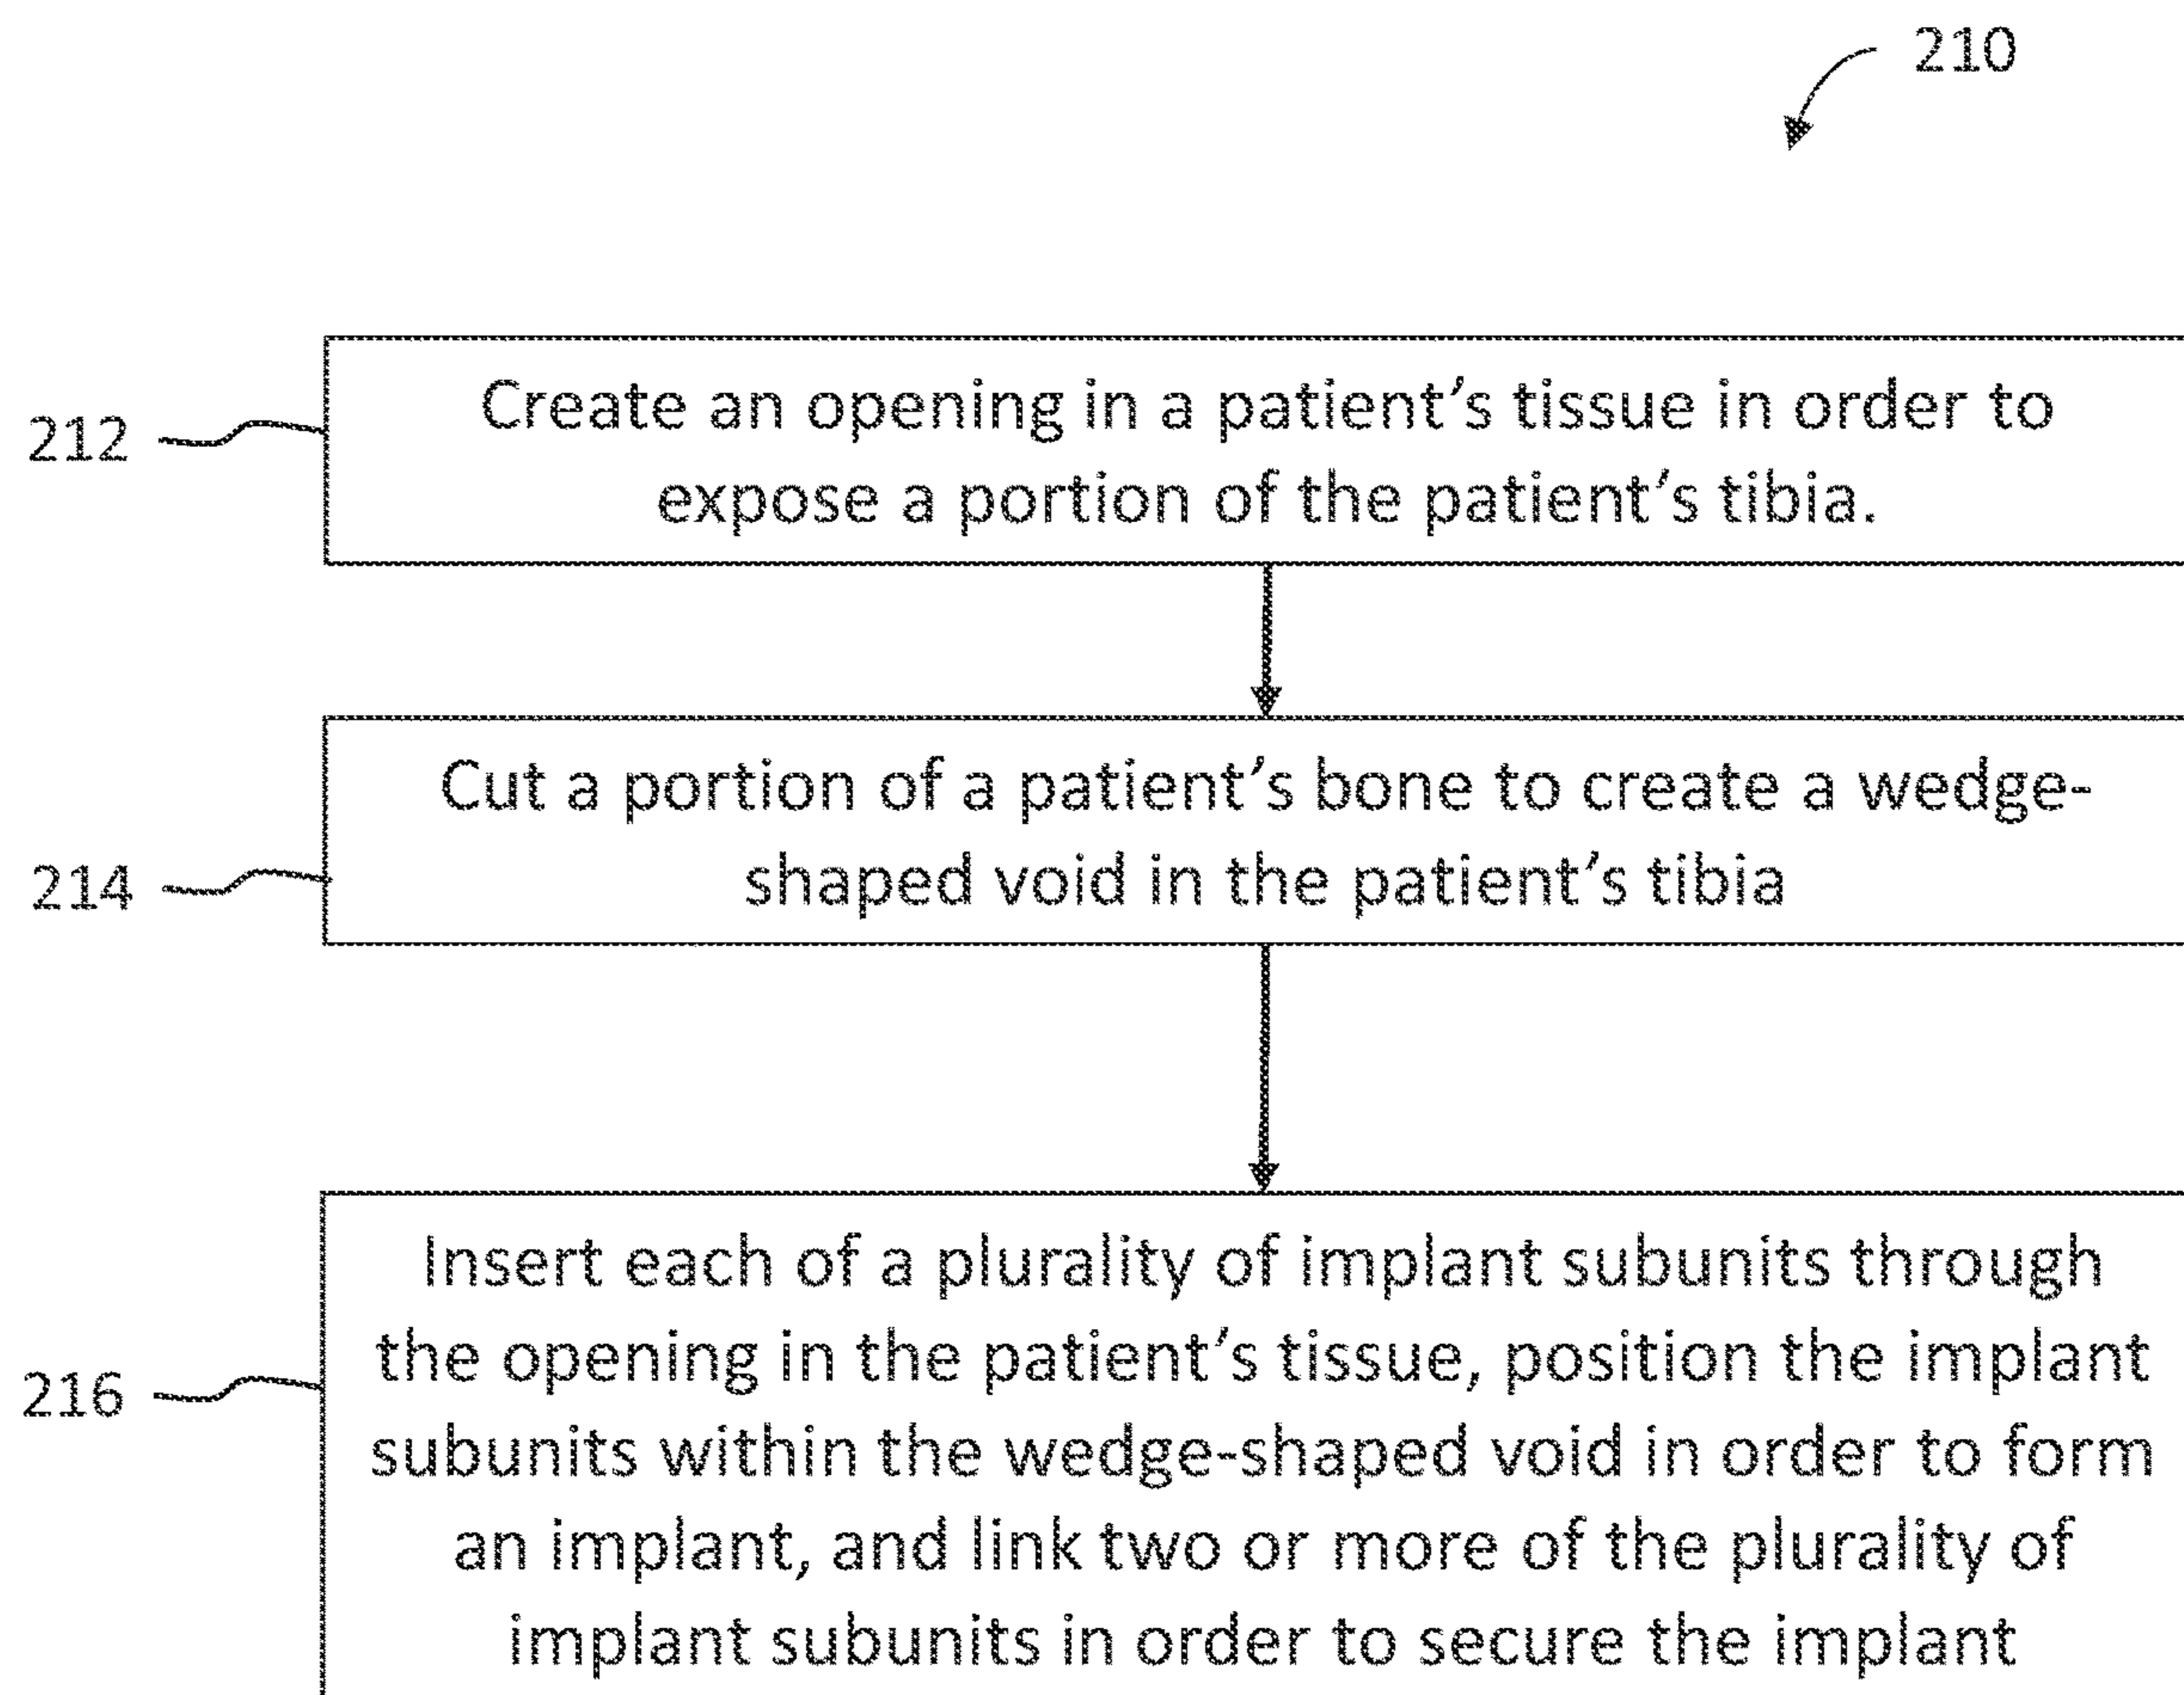 210
212
Create an opening in a patient's tissue in order to
expose a portion of the patient's tibia.
214
Cut a portion of a patient's bone to create a wedge-
shaped void in the patient's tibia
216
Insert each of a plurality of implant subunits through
the opening in the patient's tissue, position the implant
subunits within the wedge-shaped void in order to form
an implant, and link two or more of the plurality of
implant subunits in order to secure the implant